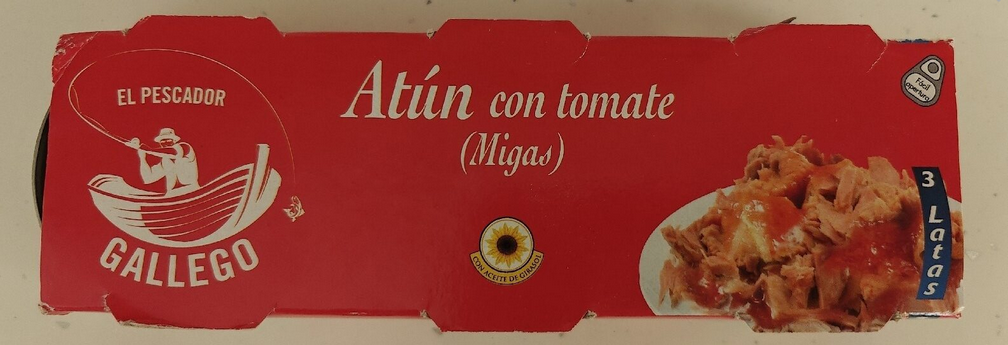 EL PESCADOR
GALLEGO
Atún con tomate
(Migas)
CON ACEITE DE GIRASOL
Fácil
apertura
3 Latas